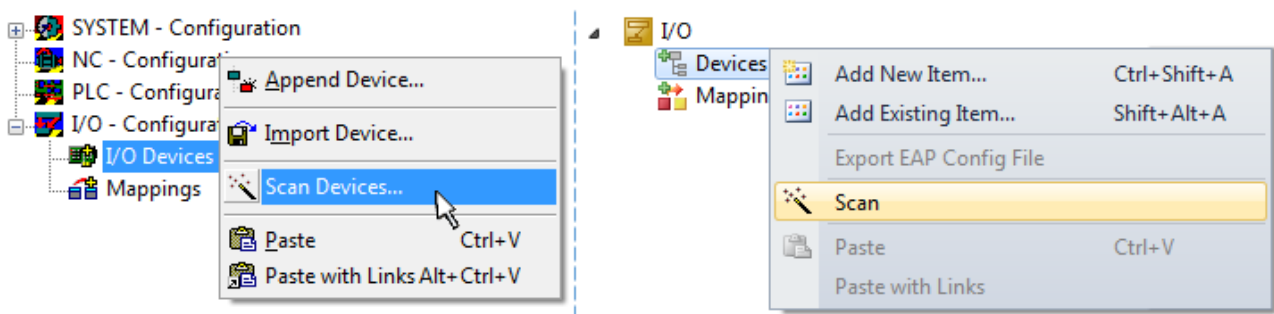 SYSTEM - Configuration
NC - Configurati
PLC - Configura
I/O - Configurat
I/O Devices
Mappings
Append Device...
Import Device...
Scan Devices...
Paste Ctrl+V
Paste with Links Alt+Ctrl+V
I/O
Devices
Mappin
Add New Item... Ctrl+Shift+A
Add Existing Item... Shift+Alt+A
Export EAP Config File
Scan
Paste Ctrl+V
Paste with Links